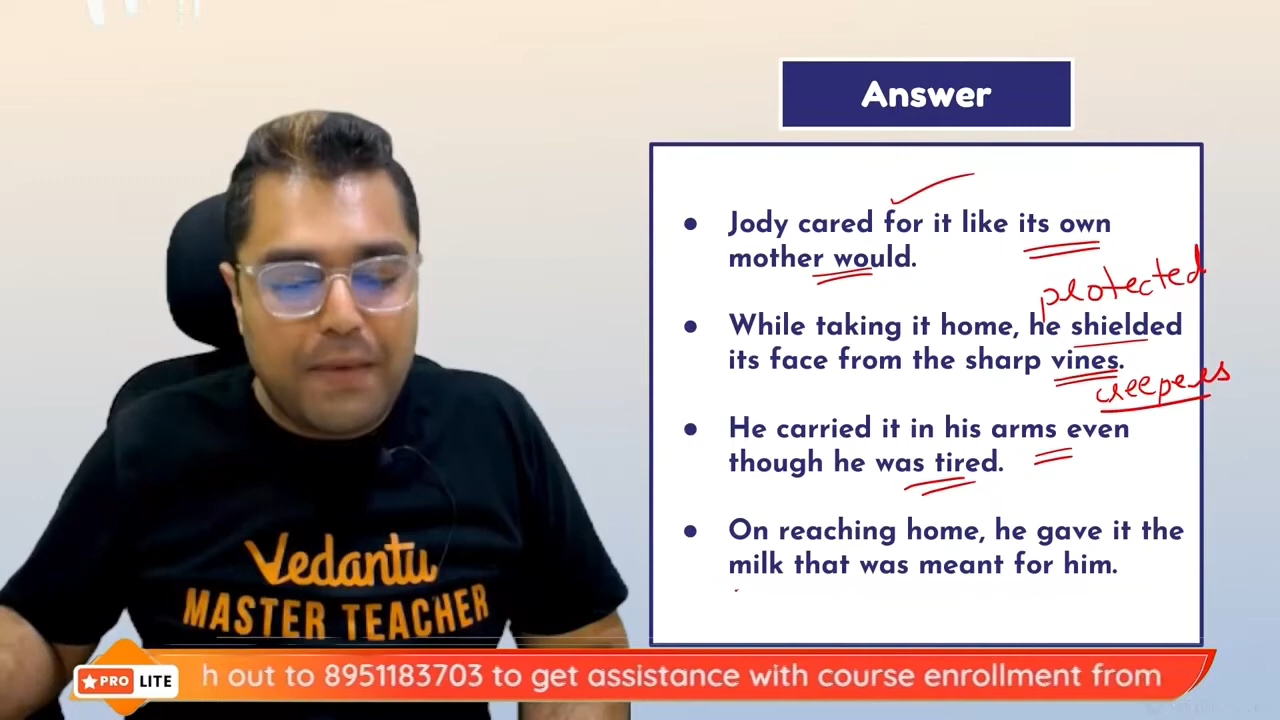 Answer
• Jody cared for it like its own
mother would.
protected
• While taking it home, he shielded
its face from the sharp vines.
creepers
• He carried it in his arms even
though he was tired.
• On reaching home, he gave it the
milk that was meant for him.
Vedantu
MASTER TEACHER
PRO LITE
h out to 8951183703 to get assistance with course enrollment from